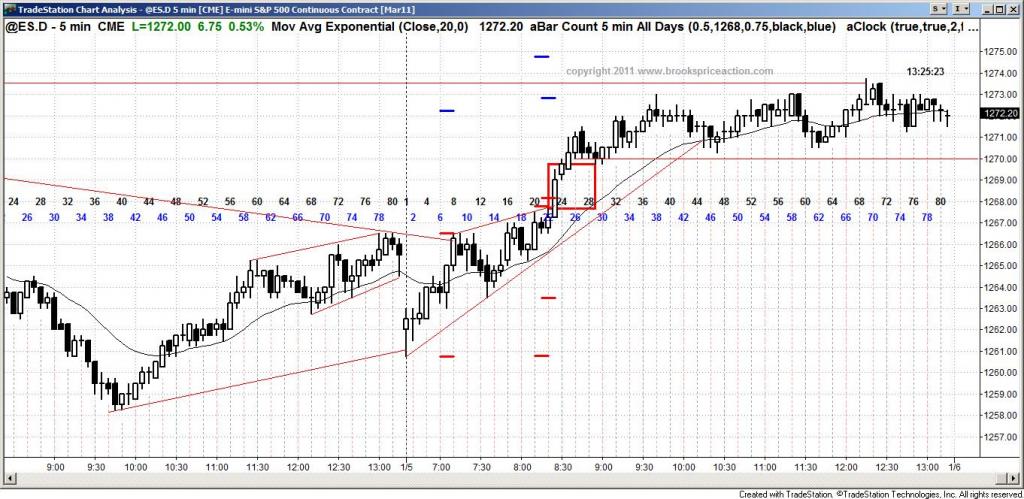 TradeStation Chart Analysis - @ES.D 5 min [CME] E-mini S&P 500 Continuous Contract [Mar11]
@ES.D - 5 min CME L=1272.00 6.75 0.53% Mov Avg Exponential (Close,20,0) 1272.20 aBar Count 5 min All Days (0.5,1268,0.75,black,blue) aClock (true,true,2,f ...
1275.00
copyright 2011 www.brookspriceaction.com 13:25:23
1274.00
1273.00
1272.20
1271.00
1270.00
1269.00
24 28 32 36 40 44 48 52 56 60 64 68 72 76 80 1 4 8 12 16 20 24 28 32 36 40 44 48 52 56 60 64 68 72 76 80 1268.00
26 30 34 38 42 46 50 54 58 62 66 70 74 78 2 6 10 14 18 22 26 30 34 38 42 46 50 54 58 62 66 70 74 78
1267.00
1266.00
1265.00
1264.00
1263.00
1262.00
1261.00
1260.00
1259.00
1258.00
1257.00
9:00 9:30 10:00 10:30 11:00 11:30 12:00 12:30 13:00 1/5 7:00 7:30 8:00 8:30 9:00 9:30 10:00 10:30 11:00 11:30 12:00 12:30 13:00 1/6
Created with TradeStation. ©TradeStation Technologies, Inc. All rights reserved.